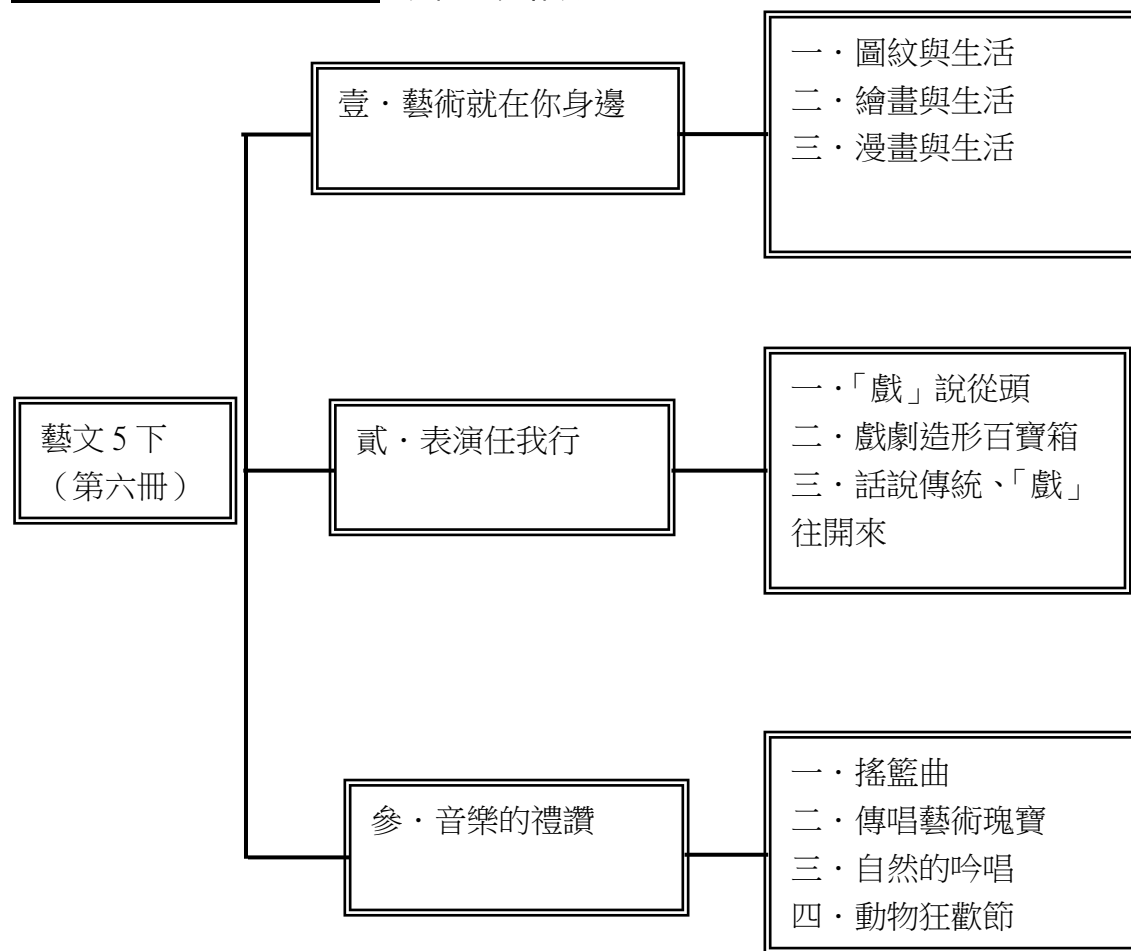 藝文 5 下
（第六冊）
壹．藝術就在你身邊
一．圖紋與生活
二．繪畫與生活
三．漫畫與生活
貳．表演任我行
一．「戲」說從頭
二．戲劇造形百寶箱
三．話說傳統、「戲」
往開來
參．音樂的禮讚
一．搖籃曲
二．傳唱藝術瑰寶
三．自然的吟唱
四．動物狂歡節